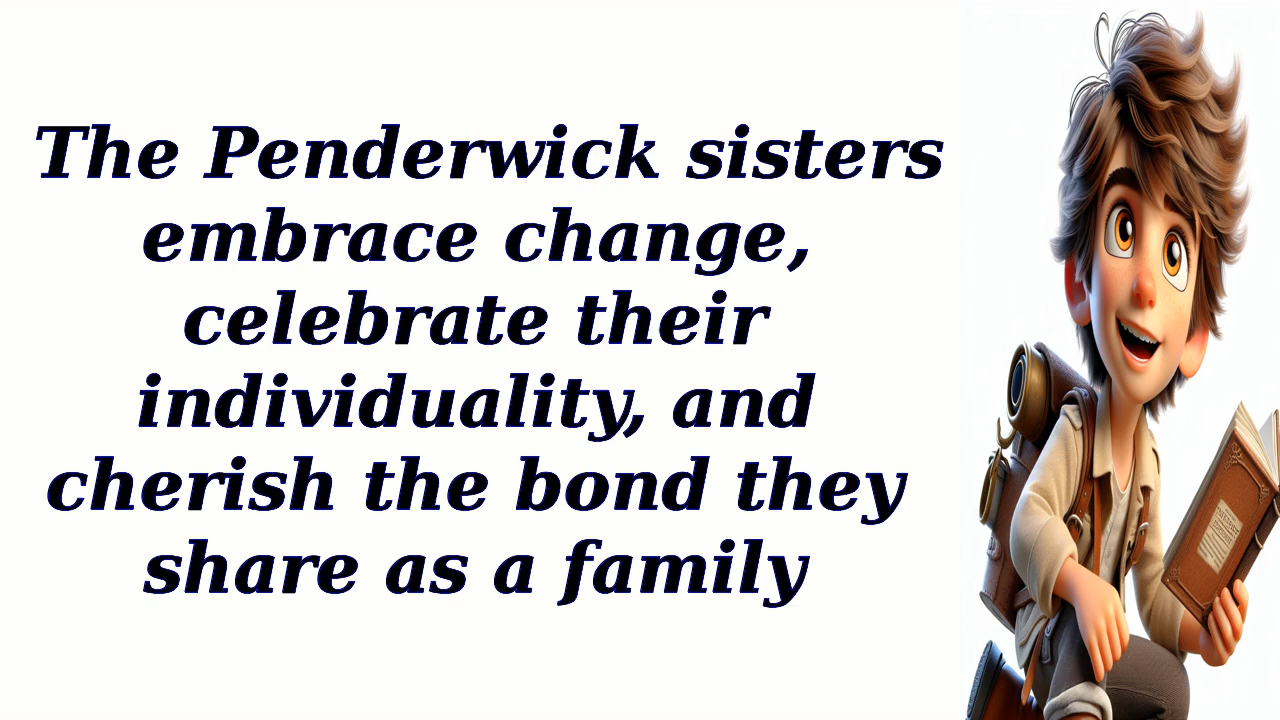 The Penderwick sisters
embrace change,
celebrate their
individuality, and
cherish the bond they
share as a family